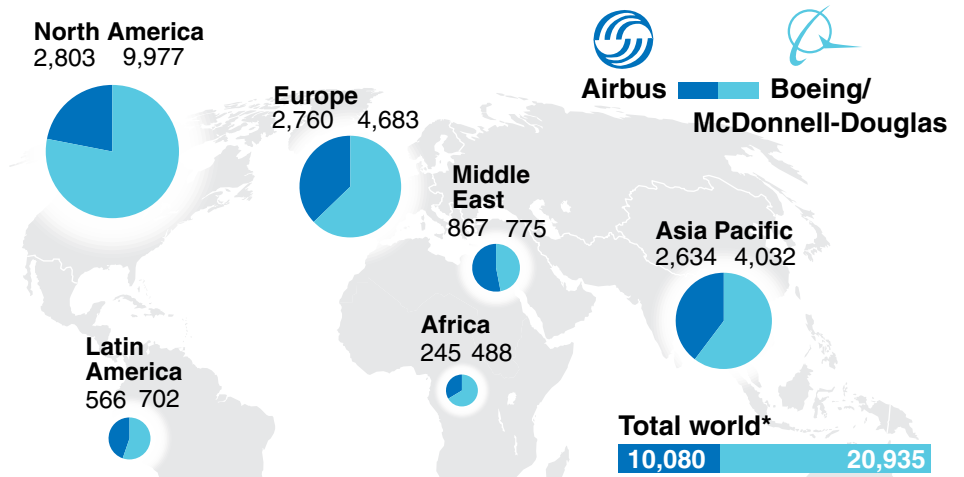 North America
2,803 9,977
Europe
2,760 4,683
Airbus Boeing/
McDonnell-Douglas
Middle
East
867 775
Asia Pacific
2,634 4,032
Africa
245 488
Latin
America
566 702
Total world*
10,080 20,935